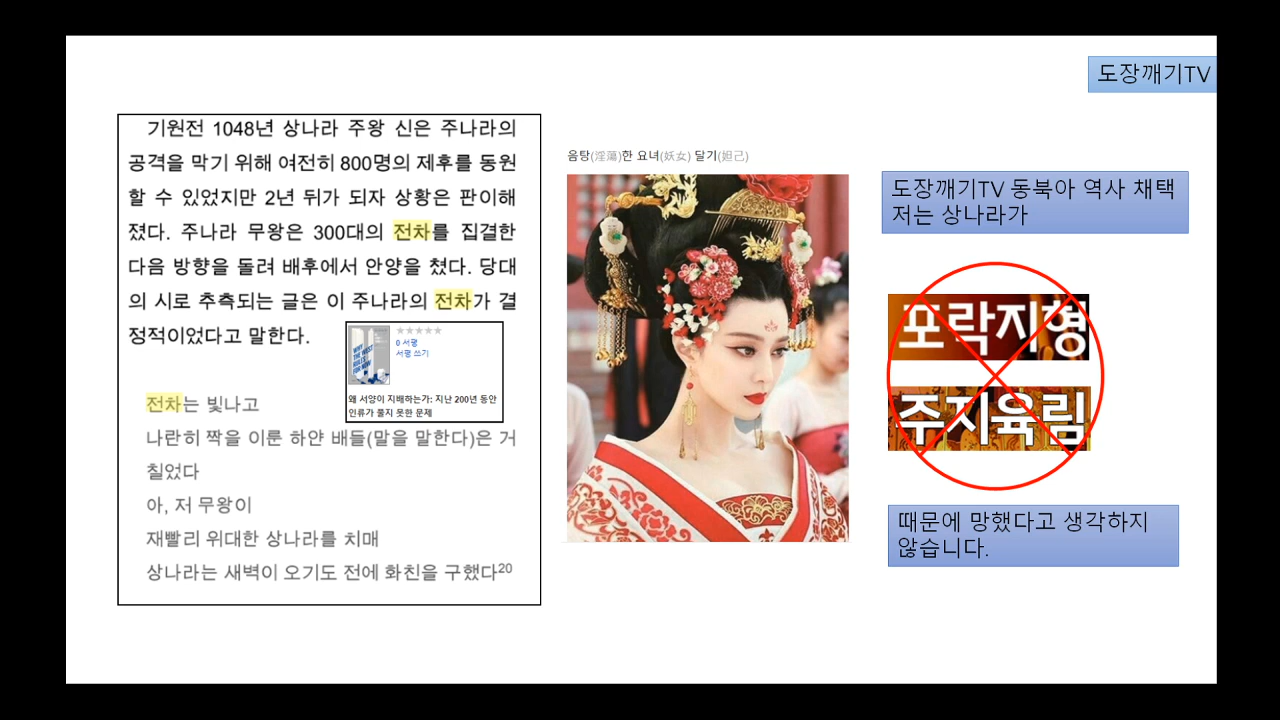 도장깨기TV
기원전 1048년 상나라 주왕 신은 주나라의
공격을 막기 위해 여전히 800명의 제후를 동원
할 수 있었지만 2년 뒤가 되자 상황은 판이해
졌다. 주나라 무왕은 300대의 전차를 집결한
다음 방향을 돌려 배후에서 안양을 쳤다. 당대
의 시로 추측되는 글은 이 주나라의 전차가 결
정적이었다고 말한다.
0 서평
서평 쓰기
왜 서양이 지배하는가: 지난 200년 동안
인류가 풀지 못한 문제
전차는 빛나고
나란히 짝을 이룬 하얀 배들(말을 말한다)은 거
칠었다
아, 저 무왕이
재빨리 위대한 상나라를 치매
상나라는 새벽이 오기도 전에 화친을 구했다20
음탕(淫蕩)한 요녀(妖女) 달기(妲己)
도장깨기TV 동북아 역사 채택
저는 상나라가
포락지형
주지육림
때문에 망했다고 생각하지
않습니다.